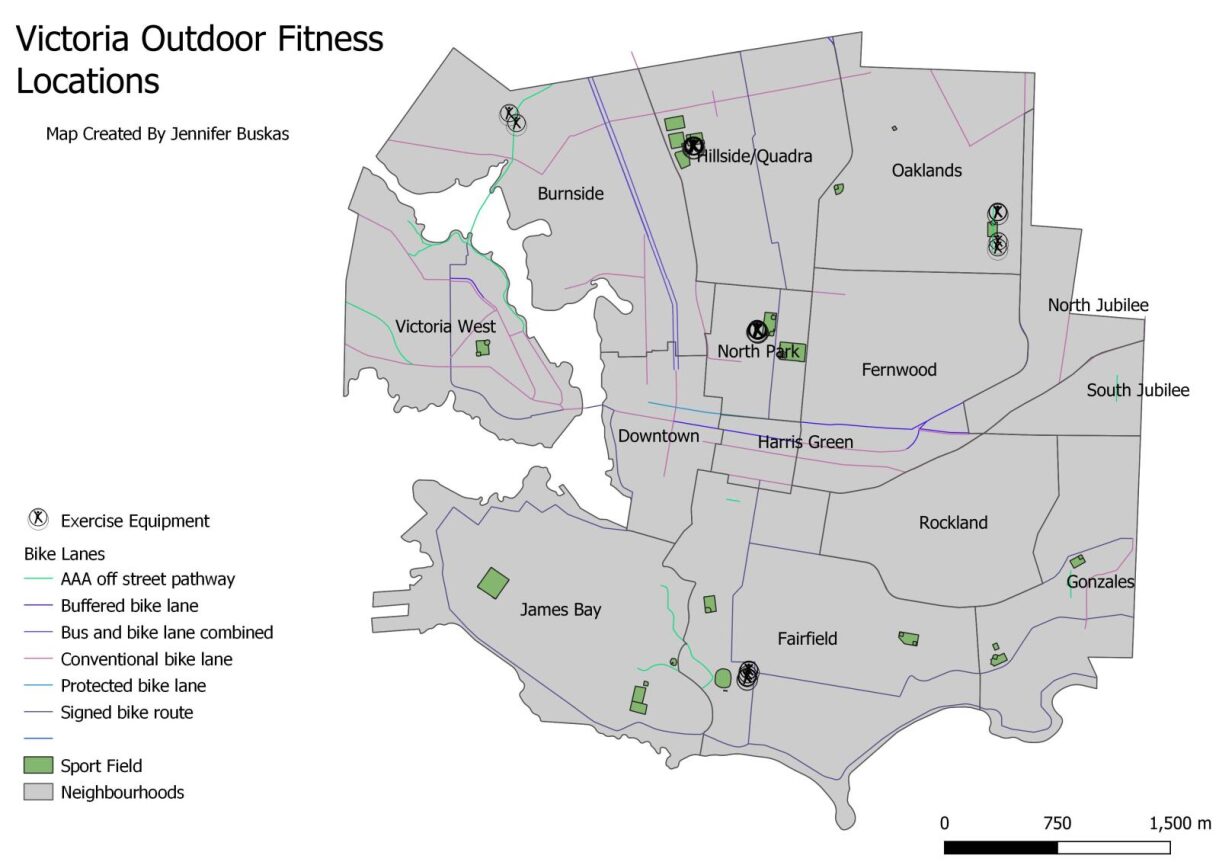 Victoria Outdoor Fitness
Locations
Map Created By Jennifer Buskas
Hillside/Quadra
Oaklands
Burnside
North Jubilee
Victoria West
North Park
Fernwood
South Jubilee
Downtown
Harris Green
Rockland
Gonzales
James Bay
Fairfield
Exercise Equipment
Bike Lanes
AAA off street pathway
Buffered bike lane
Bus and bike lane combined
Conventional bike lane
Protected bike lane
Signed bike route
Sport Field
Neighbourhoods
0 750 1,500 m